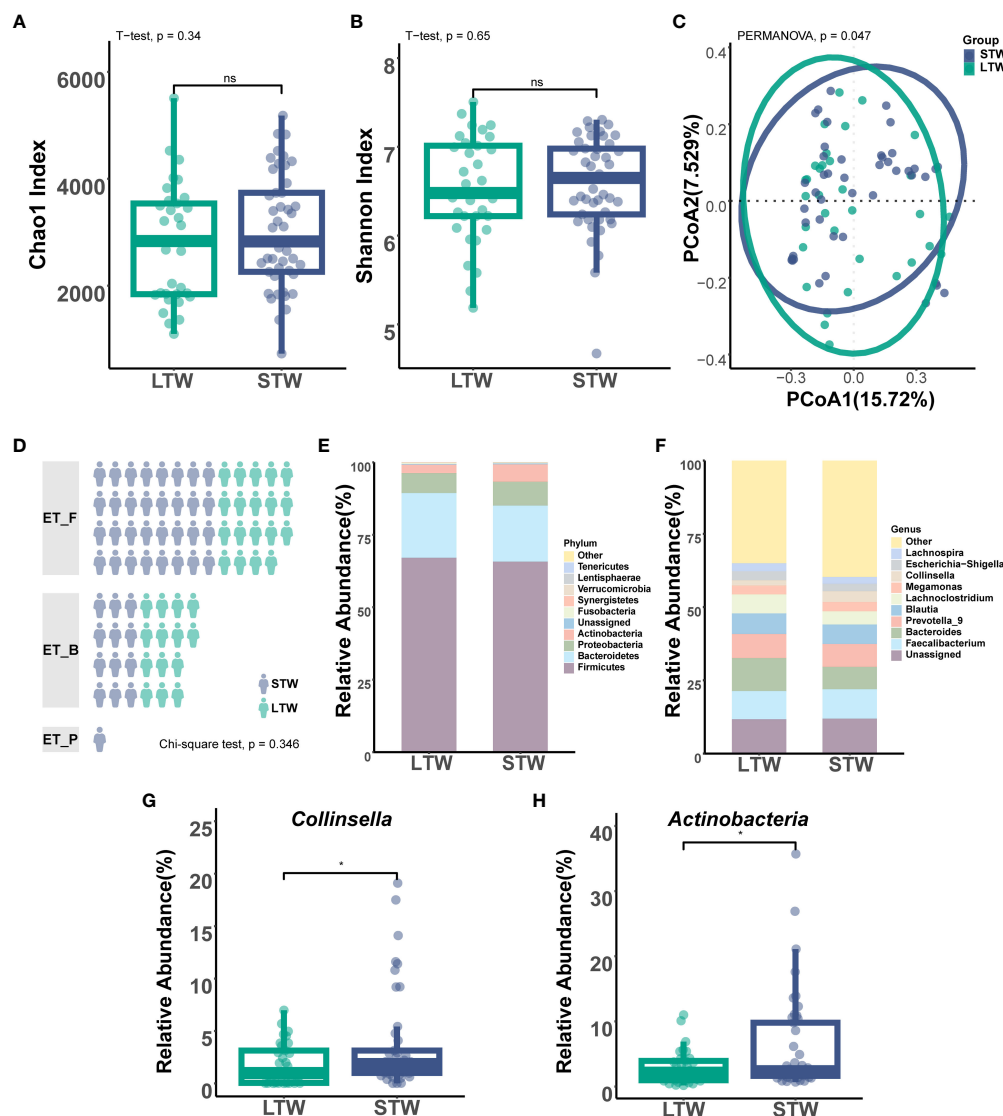 A
T-test, p = 0.34
ns
Chao1 Index
6000
4000
2000
LTW
STW
B
T-test, p = 0.65
ns
Shannon Index
8
7
6
5
LTW
STW
C
PERMANOVA, p = 0.047
Group
STW
LTW
PCoA2(7.529%)
0.4
0.2
0.0
−0.2
−0.4
−0.3
0.0
0.3
PCoA1(15.72%)
D
ET_F
ET_B
ET_P
STW
LTW
Chi-square test, p = 0.346
E
Relative Abundance(%)
100
75
50
25
0
LTW
STW
Phylum
Other
Tenericutes
Lentisphaerae
Verrucomicrobia
Synergistetes
Fusobacteria
Unassigned
Actinobacteria
Proteobacteria
Bacteroidetes
Firmicutes
F
Relative Abundance(%)
100
75
50
25
0
LTW
STW
Genus
Other
Lachnospira
Escherichia−Shigella
Collinsella
Megamonas
Lachnoclostridium
Blautia
Prevotella_9
Bacteroides
Faecalibacterium
Unassigned
G
Collinsella
*
Relative Abundance(%)
25
20
15
10
5
0
LTW
STW
H
Actinobacteria
*
Relative Abundance(%)
40
30
20
10
0
LTW
STW